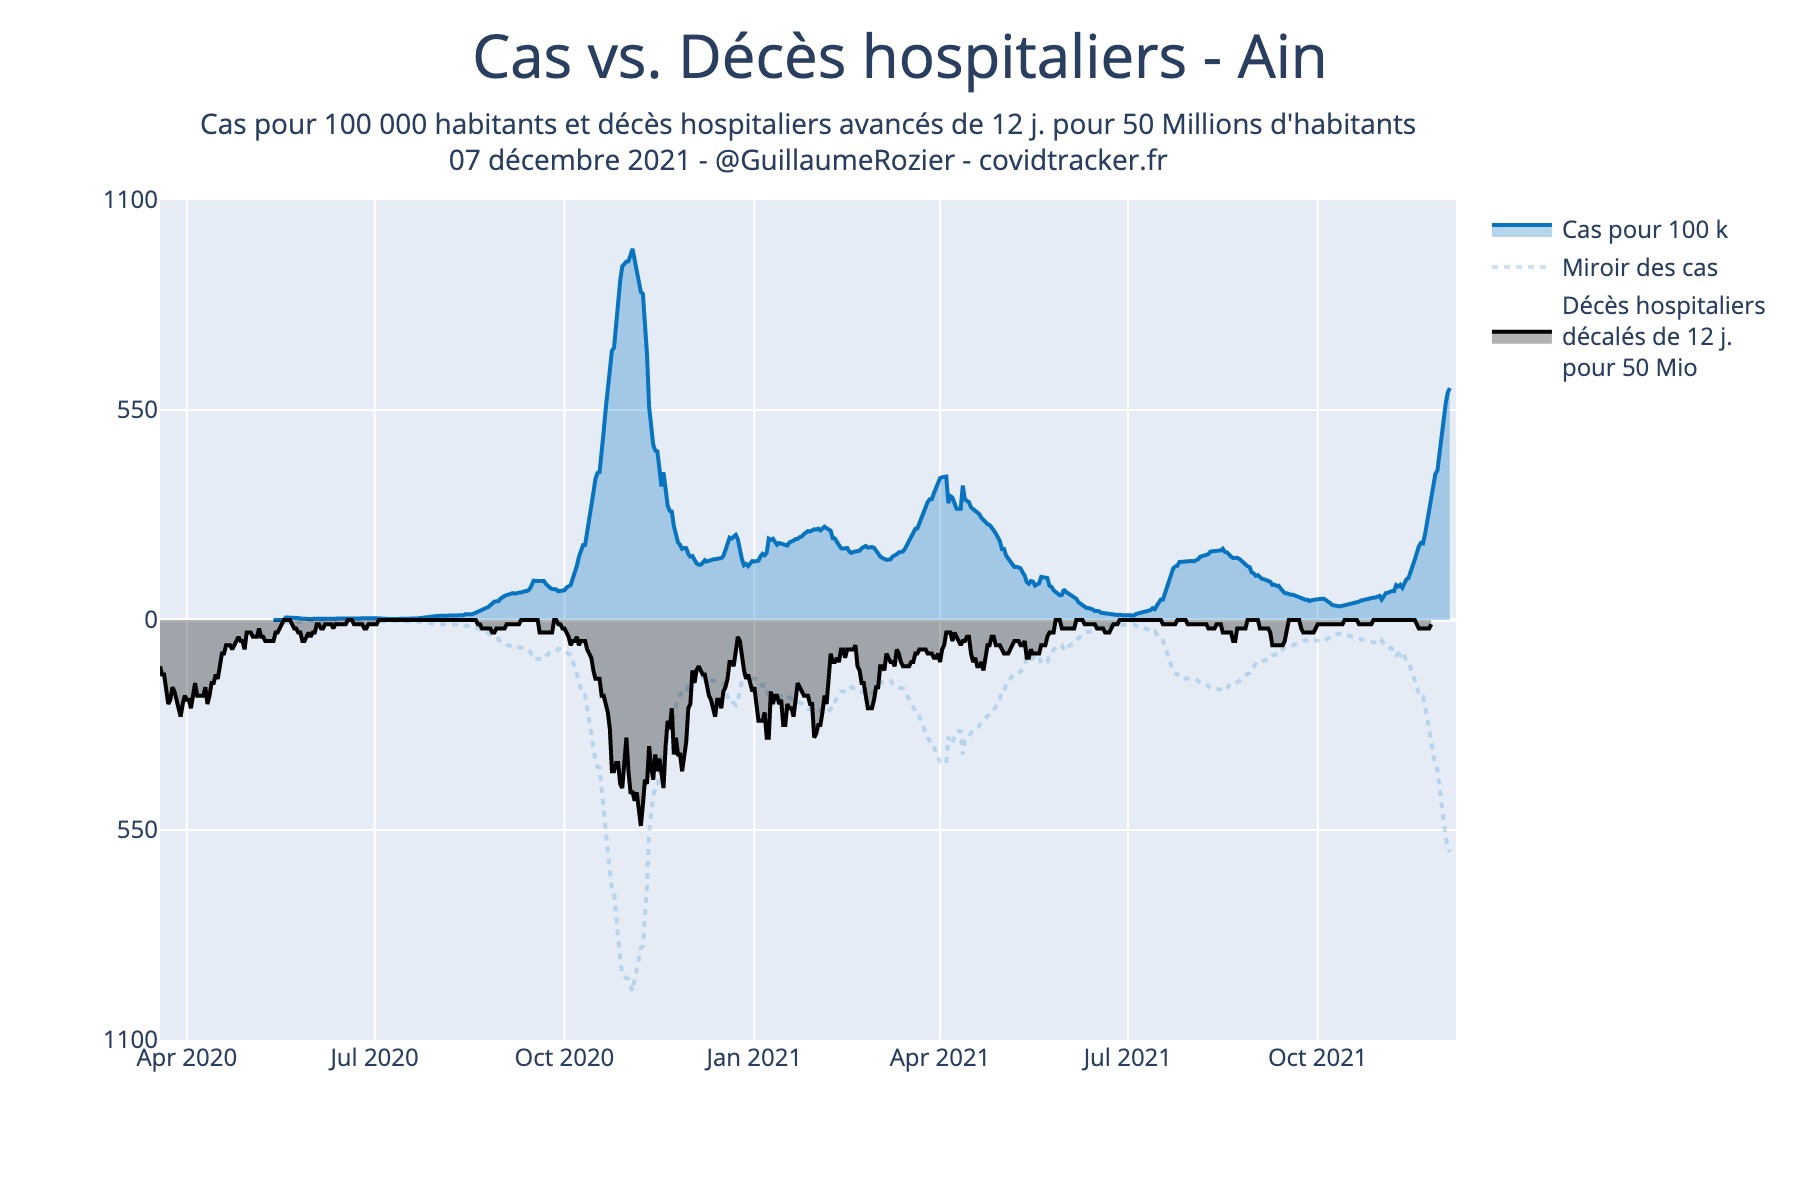 Cas vs. Décès hospitaliers - Ain
Cas pour 100 000 habitants et décès hospitaliers avancés de 12 j. pour 50 Millions d'habitants
07 décembre 2021 - @GuillaumeRozier - covidtracker.fr
1100
550
0
550
1100
Apr 2020
Jul 2020
Oct 2020
Jan 2021
Apr 2021
Jul 2021
Oct 2021
Cas pour 100 k
Miroir des cas
Décès hospitaliers
décalés de 12 j.
pour 50 Mio